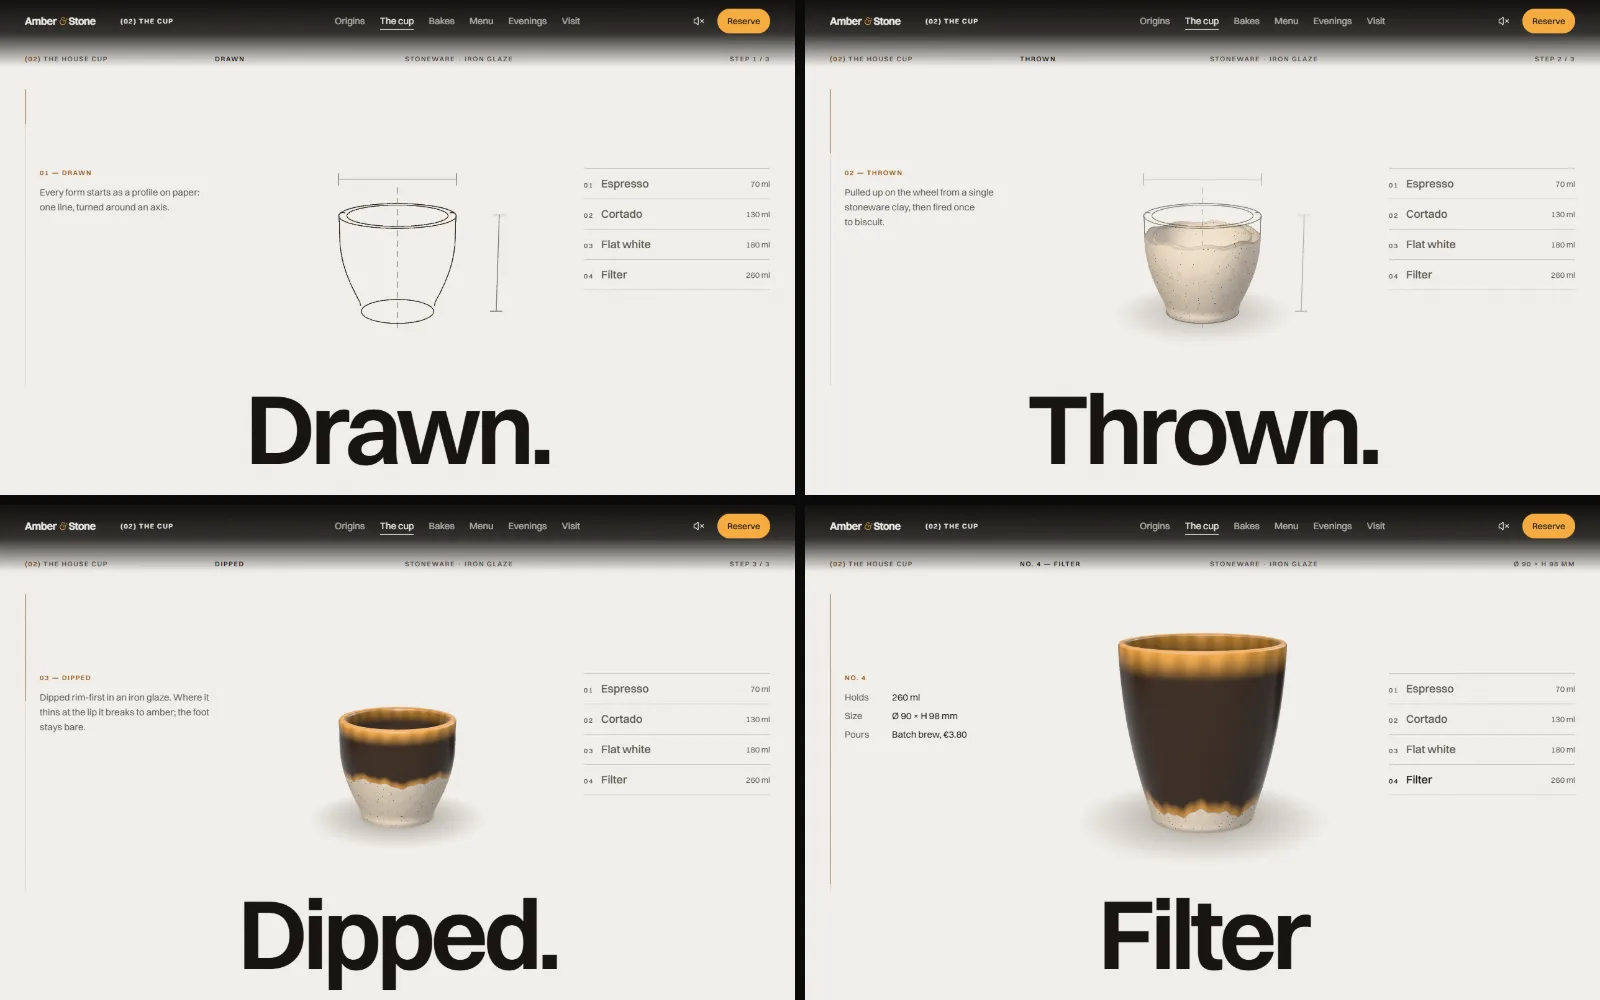 Amber & Stone (02) THE CUP Origins The cup Bakes Menu Evenings Visit Reserve
(02) THE HOUSE CUP DRAWN STONEWARE · IRON GLAZE STEP 1 / 3
01 — DRAWN
Every form starts as a profile on paper:
one line, turned around an axis.
01 Espresso 70 ml
02 Cortado 130 ml
03 Flat white 180 ml
04 Filter 260 ml
Drawn.
Amber & Stone (02) THE CUP Origins The cup Bakes Menu Evenings Visit Reserve
(02) THE HOUSE CUP THROWN STONEWARE · IRON GLAZE STEP 2 / 3
02 — THROWN
Pulled up on the wheel from a single
stoneware clay, then fired once
to biscuit.
01 Espresso 70 ml
02 Cortado 130 ml
03 Flat white 180 ml
04 Filter 260 ml
Thrown.
Amber & Stone (02) THE CUP Origins The cup Bakes Menu Evenings Visit Reserve
(02) THE HOUSE CUP DIPPED STONEWARE · IRON GLAZE STEP 3 / 3
03 — DIPPED
Dipped rim-first in an iron glaze. Where it
thins at the lip it breaks to amber; the foot
stays bare.
01 Espresso 70 ml
02 Cortado 130 ml
03 Flat white 180 ml
04 Filter 260 ml
Dipped.
Amber & Stone (02) THE CUP Origins The cup Bakes Menu Evenings Visit Reserve
(02) THE HOUSE CUP NO. 4 — FILTER STONEWARE · IRON GLAZE Ø 90 × H 98 MM
NO. 4
Holds 260 ml
Size Ø 90 × H 98 mm
Pours Batch brew, €3.80
01 Espresso 70 ml
02 Cortado 130 ml
03 Flat white 180 ml
04 Filter 260 ml
Filter